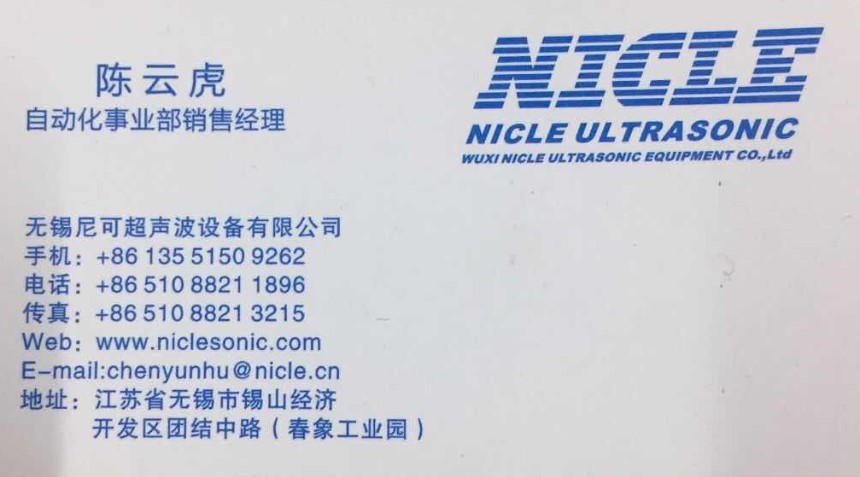 陈云虎
自动化事业部销售经理
NICLE
NICLE ULTRASONIC
WUXI NICLE ULTRASONIC EQUIPMENT CO.,Ltd
无锡尼可超声波设备有限公司
手机：+86 135 5150 9262
电话：+86 510 8821 1896
传真：+86 510 8821 3215
Web：www.niclesonic.com
E-mail:chenyunhu@nicle.cn
地址：江苏省无锡市锡山经济
开发区团结中路（春象工业园）